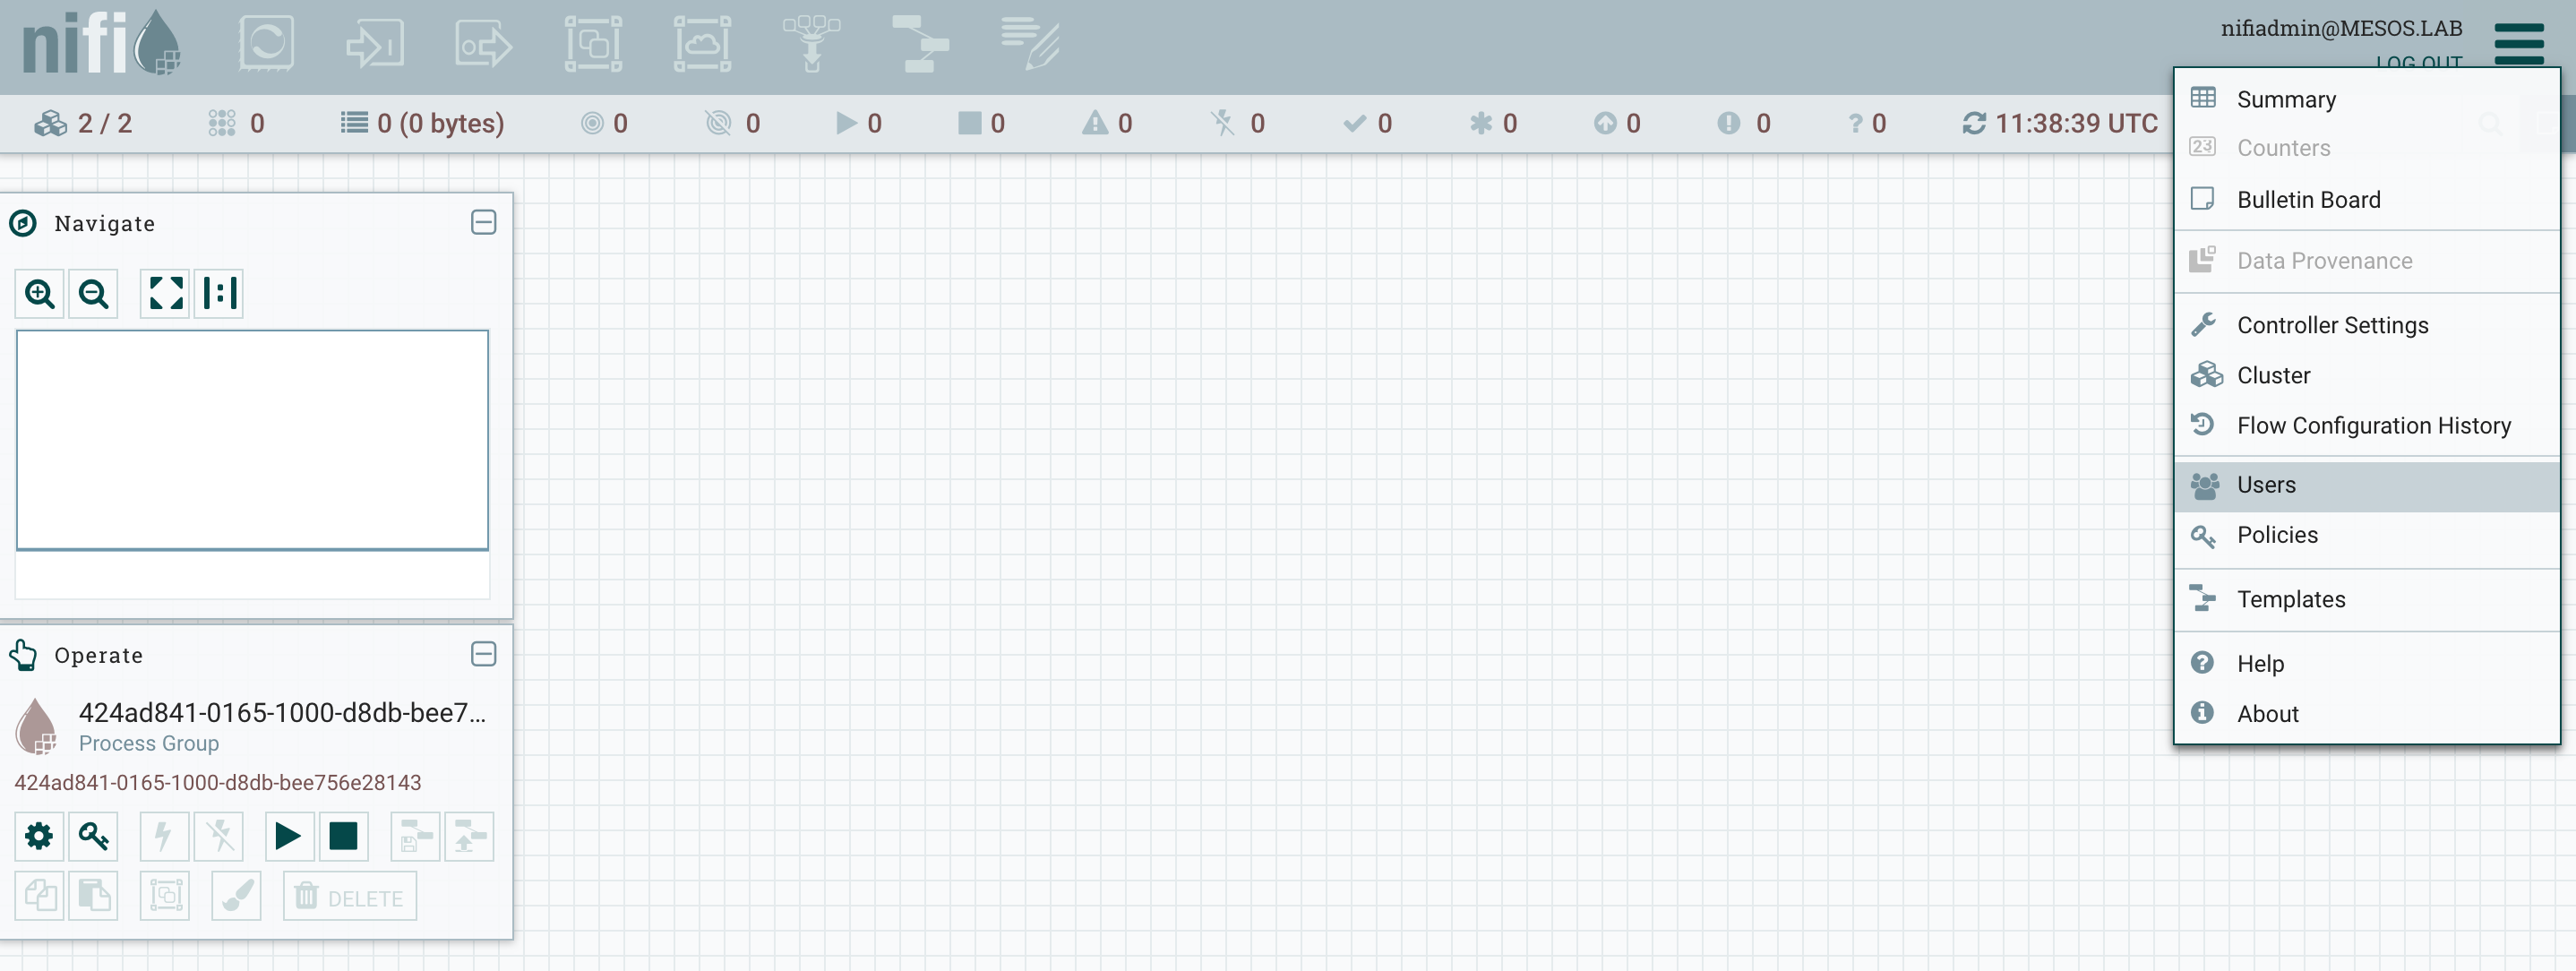 nifi
nifiadmin@MESOS.LAB
LOG OUT
2 / 2
0
0 (0 bytes)
0
0
0
0
0
0
0
0
0
0
? 0
11:38:39 UTC
Summary
23 Counters
Bulletin Board
Data Provenance
Controller Settings
Cluster
Flow Configuration History
Users
Policies
Templates
Help
About
Navigate
Operate
424ad841-0165-1000-d8db-bee7...
Process Group
424ad841-0165-1000-d8db-bee756e28143
DELETE